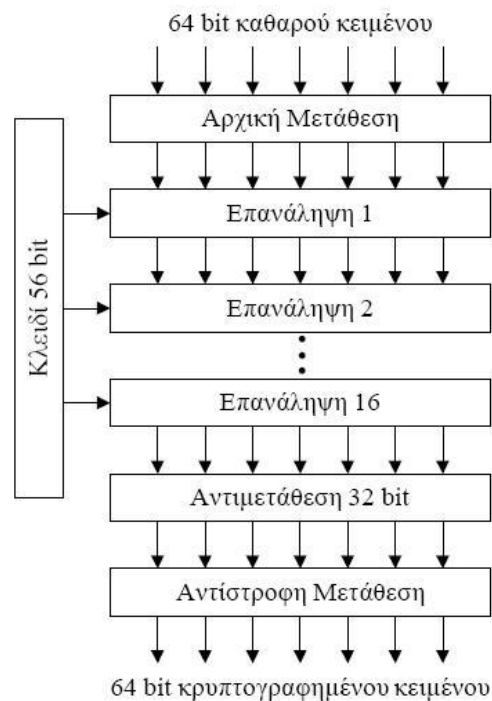 64 bit καθαρού κειμένου
Αρχική Μετάθεση
Επανάληψη 1
Κλειδί 56 bit
Επανάληψη 2
Επανάληψη 16
Αντιμετάθεση 32 bit
Αντίστροφη Μετάθεση
64 bit κρυπτογραφημένου κειμένου